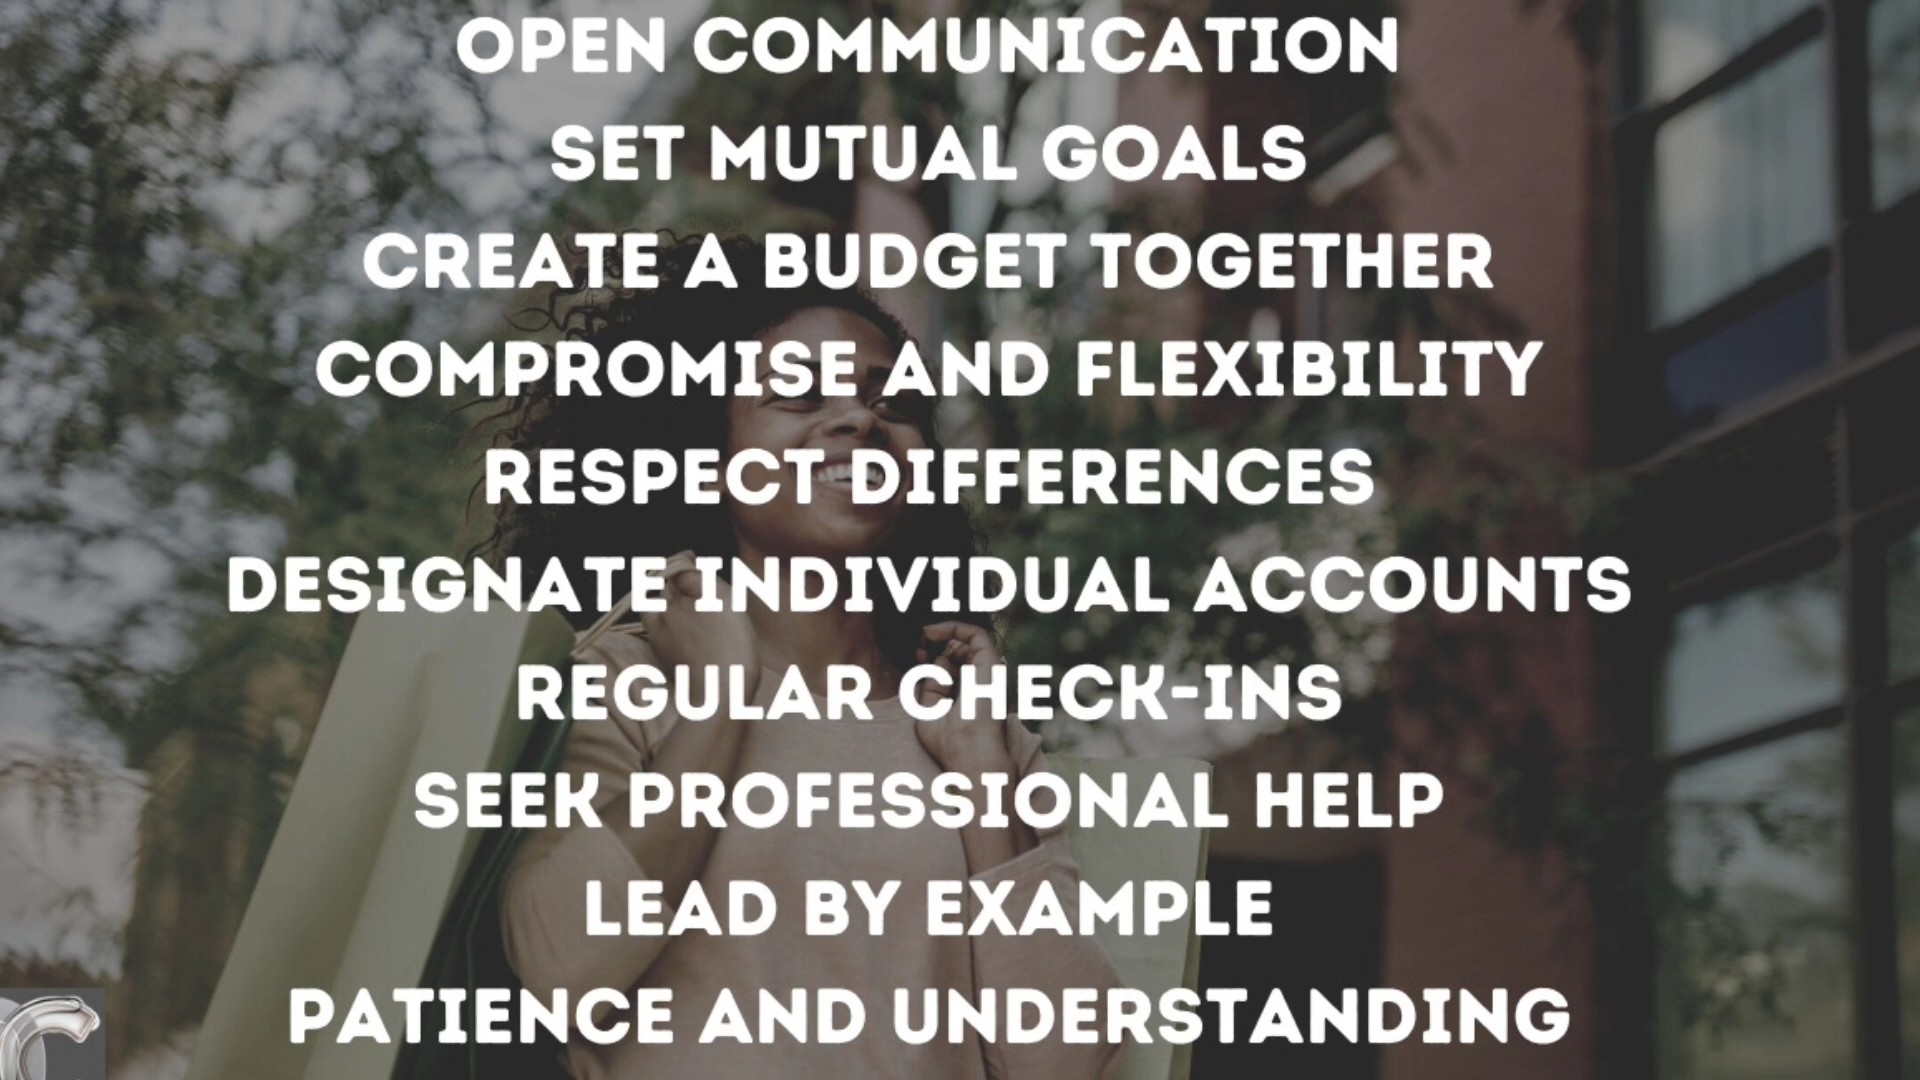 OPEN COMMUNICATION
SET MUTUAL GOALS
CREATE A BUDGET TOGETHER
COMPROMISE AND FLEXIBILITY
RESPECT DIFFERENCES
DESIGNATE INDIVIDUAL ACCOUNTS
REGULAR CHECK-INS
SEEK PROFESSIONAL HELP
LEAD BY EXAMPLE
PATIENCE AND UNDERSTANDING
C